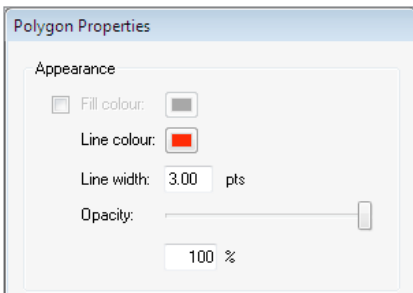 Polygon Properties
Appearance
Fill colour:
Line colour:
Line width: 3.00 pts
Opacity:
100 %